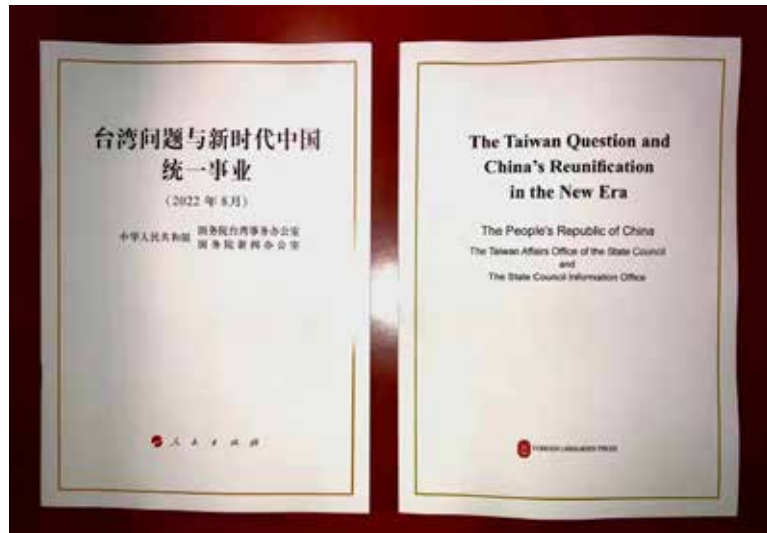 台湾问题与新时代中国
统一事业
(2022 年 8月)
中华人民共和国
国务院台湾事务办公室
国务院新闻办公室
人民出版社
The Taiwan Question and
China's Reunification
in the New Era
The People's Republic of China
The Taiwan Affairs Office of the State Council
and
The State Council Information Office
FOREIGN LANGUAGES PRESS